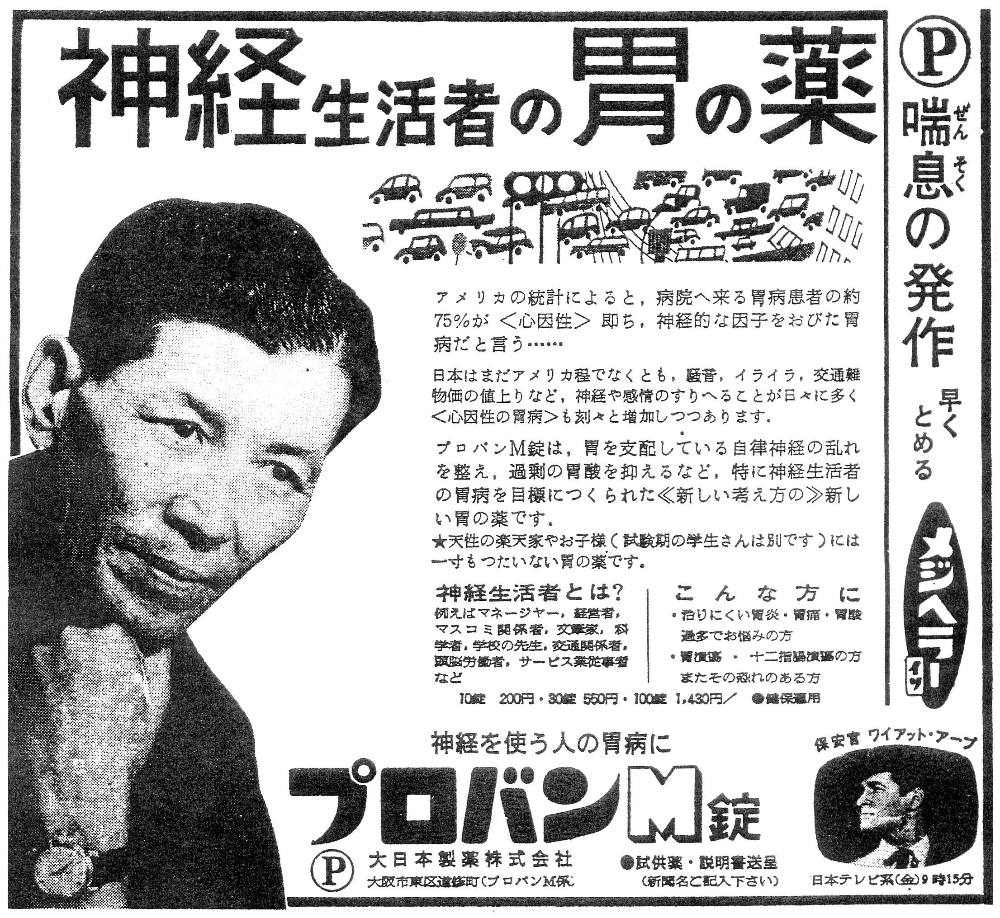 神経生活者の胃の薬
アメリカの統計によると，病院へ来る胃病患者の約
75％が＜心因性＞即ち，神経的な因子をおびた胃
病だと言う……
日本はまだアメリカ程でなくとも，騒音，イライラ，交通難
物価の値上りなど，神経や感情のすりへることが日々に多く
＜心因性の胃病＞も刻々と増加しつつあります．
プロバンM錠は，胃を支配している自律神経の乱れ
を整え，過剰の胃酸を抑えるなど，特に神経生活者
の胃病を目標につくられた≪新しい考え方の≫新し
い胃の薬です．
★天性の楽天家やお子様(試験期の学生さんは別です)には
一寸もつたいない胃の薬です．
神経生活者とは？
例えばマネージャー，経営者，
マスコミ関係者，文筆家，科
学者，学校の先生，交通関係者，
頭脳労働者，サービス業従事者
など
こんな方に
・治りにくい胃炎・胃痛・胃酸
過多でお悩みの方
・胃潰瘍・十二指腸潰瘍の方
またその恐れのある方
10錠 200円・30錠 550円・100錠 1,430円／ ●健保適用
神経を使う人の胃病に
プロバンM錠
P 大日本製薬株式会社
大阪市東区道修町(プロバンM係)
●試供薬・説明書送呈
(新聞名ご記入下さい)
P
喘息の発作
ぜんそく
早く
とめる
メジヘラー
イソ
保安官 ワイアット・アープ
日本テレビ系(金)9時15分